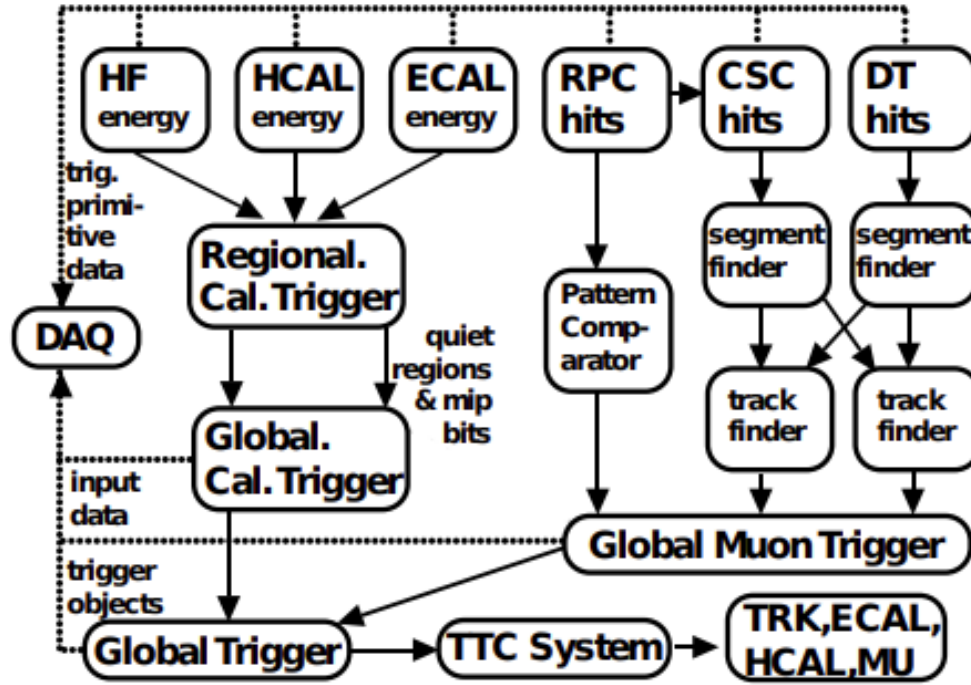 HF
energy
HCAL
energy
ECAL
energy
RPC
hits
CSC
hits
DT
hits
trig.
primi-
tive
data
Regional.
Cal. Trigger
segment
finder
segment
finder
Pattern
Comp-
arator
DAQ
quiet
regions
& mip
bits
track
finder
track
finder
Global.
Cal. Trigger
input
data
Global Muon Trigger
trigger
objects
Global Trigger
TTC System
TRK,ECAL,
HCAL,MU